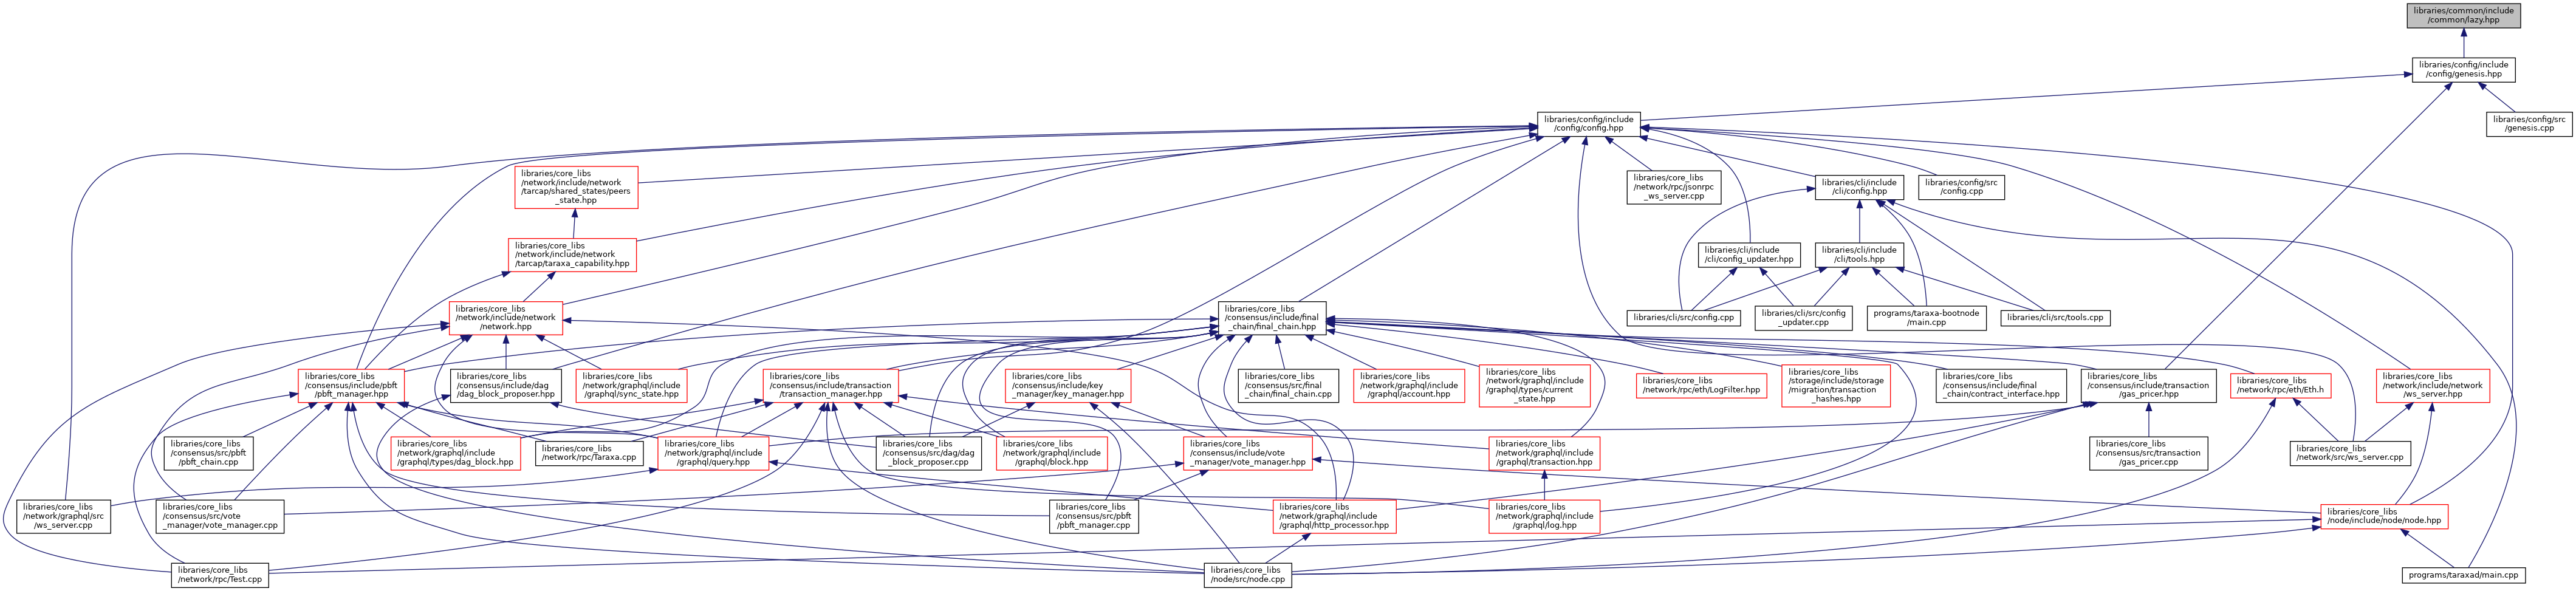 libraries/common/include
/common/lazy.hpp
libraries/config/include
/config/genesis.hpp
libraries/config/include
/config/config.hpp
libraries/config/src
/genesis.cpp
libraries/core_libs
/network/include/network
/tarcap/shared_states/peers
_state.hpp
libraries/core_libs
/network/rpc/jsonrpc
_ws_server.cpp
libraries/cli/include
/cli/config.hpp
libraries/config/src
/config.cpp
libraries/core_libs
/network/include/network
/tarcap/taraxa_capability.hpp
libraries/cli/include
/cli/config_updater.hpp
libraries/cli/include
/cli/tools.hpp
libraries/core_libs
/network/include/network
/network.hpp
libraries/core_libs
/consensus/include/final
_chain/final_chain.hpp
libraries/cli/src/config.cpp
libraries/cli/src/config
_updater.cpp
programs/taraxa-bootnode
/main.cpp
libraries/cli/src/tools.cpp
libraries/core_libs
/consensus/include/pbft
/pbft_manager.hpp
libraries/core_libs
/consensus/include/dag
/dag_block_proposer.hpp
libraries/core_libs
/network/graphql/include
/graphql/sync_state.hpp
libraries/core_libs
/consensus/include/transaction
/transaction_manager.hpp
libraries/core_libs
/consensus/include/key
_manager/key_manager.hpp
libraries/core_libs
/consensus/src/final
_chain/final_chain.cpp
libraries/core_libs
/network/graphql/include
/graphql/account.hpp
libraries/core_libs
/network/graphql/include
/graphql/types/current
_state.hpp
libraries/core_libs
/network/rpc/eth/LogFilter.hpp
libraries/core_libs
/storage/include/storage
/migration/transaction
_hashes.hpp
libraries/core_libs
/consensus/include/final
_chain/contract_interface.hpp
libraries/core_libs
/consensus/include/transaction
/gas_pricer.hpp
libraries/core_libs
/network/rpc/eth/Eth.h
libraries/core_libs
/network/include/network
/ws_server.hpp
libraries/core_libs
/consensus/src/pbft
/pbft_chain.cpp
libraries/core_libs
/network/graphql/include
/graphql/types/dag_block.hpp
libraries/core_libs
/network/rpc/Taraxa.cpp
libraries/core_libs
/network/graphql/include
/graphql/query.hpp
libraries/core_libs
/consensus/src/dag/dag
_block_proposer.cpp
libraries/core_libs
/network/graphql/include
/graphql/block.hpp
libraries/core_libs
/consensus/include/vote
_manager/vote_manager.hpp
libraries/core_libs
/network/graphql/include
/graphql/transaction.hpp
libraries/core_libs
/consensus/src/transaction
/gas_pricer.cpp
libraries/core_libs
/network/src/ws_server.cpp
libraries/core_libs
/network/graphql/src
/ws_server.cpp
libraries/core_libs
/consensus/src/vote
_manager/vote_manager.cpp
libraries/core_libs
/consensus/src/pbft
/pbft_manager.cpp
libraries/core_libs
/network/graphql/include
/graphql/http_processor.hpp
libraries/core_libs
/network/graphql/include
/graphql/log.hpp
libraries/core_libs
/node/include/node/node.hpp
libraries/core_libs
/network/rpc/Test.cpp
libraries/core_libs
/node/src/node.cpp
programs/taraxad/main.cpp